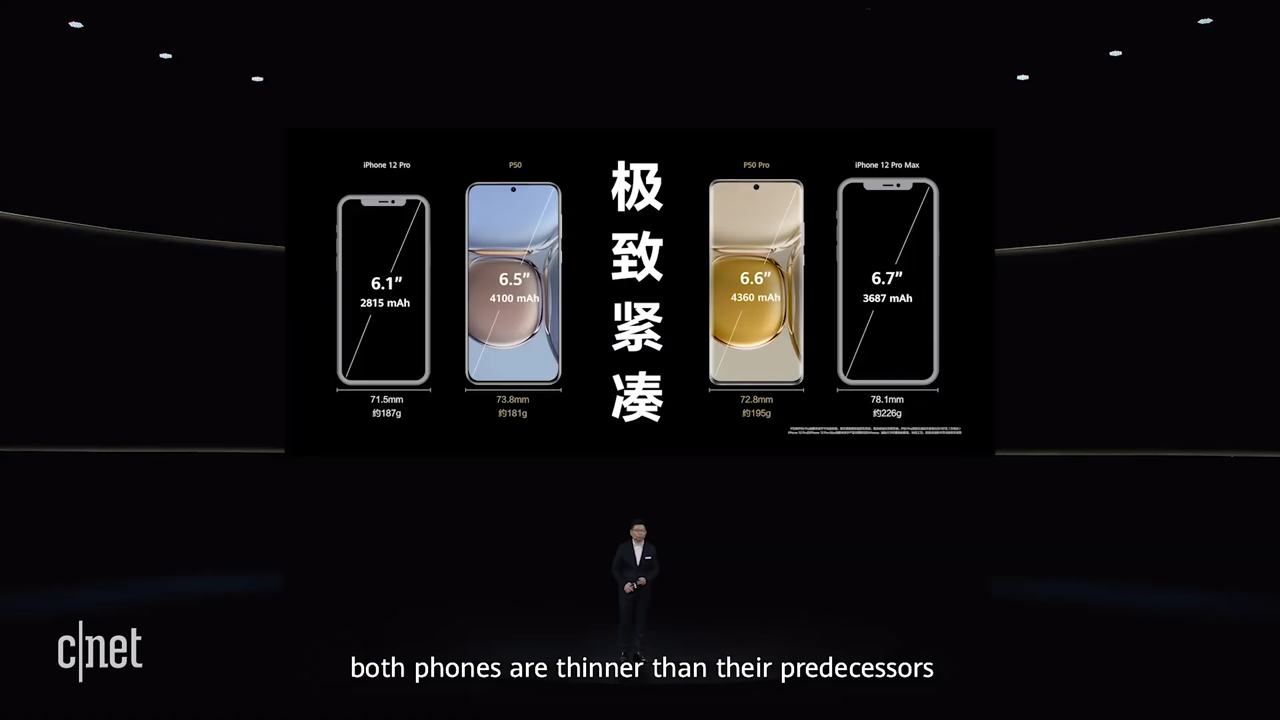 iPhone 12 Pro
P50
P50 Pro
iPhone 12 Pro Max
极
致
紧
凑
6.1”
2815 mAh
6.5”
4100 mAh
6.6”
4360 mAh
6.7”
3687 mAh
71.5mm
约187g
73.8mm
约181g
72.8mm
约195g
78.1mm
约226g
c|net
both phones are thinner than their predecessors